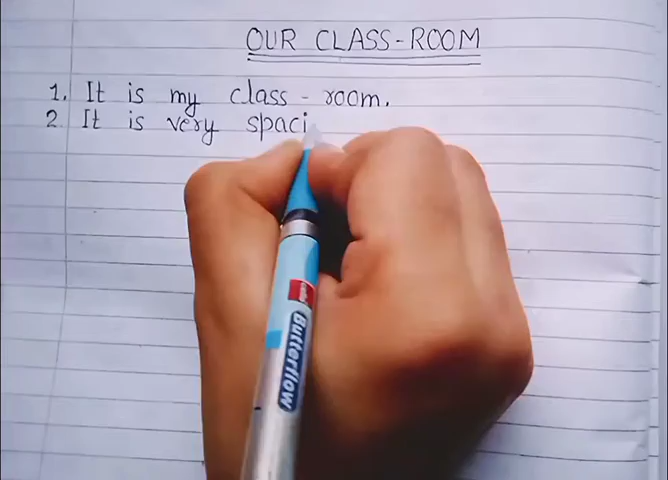 OUR CLASS-ROOM
1. It is my class-room.
2. It is very spaci
Butterflow